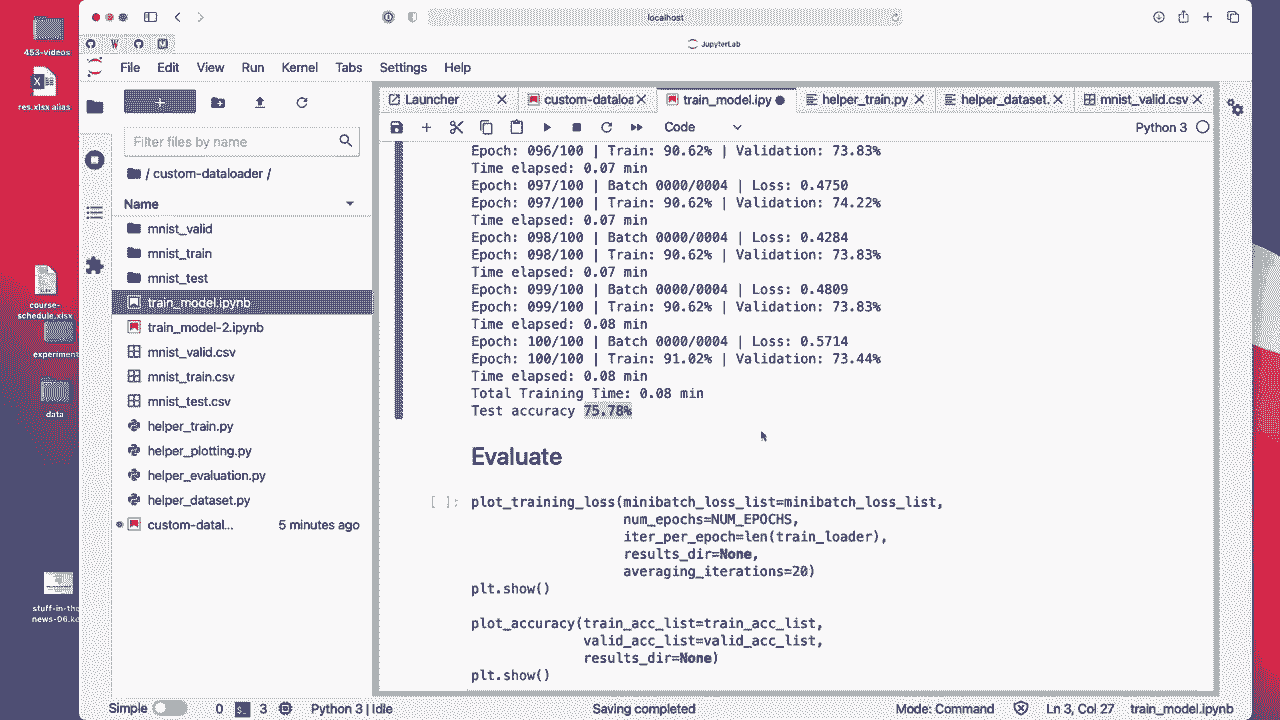 localhost
JupyterLab
File Edit View Run Kernel Tabs Settings Help
453-videos
res.xlsx alias
course-schedule.xlsx
experiment
data
Filter files by name
/ custom-dataloader /
Name
mnist_valid
mnist_train
mnist_test
train_model.ipynb
train_model-2.ipynb
mnist_valid.csv
mnist_train.csv
mnist_test.csv
helper_train.py
helper_plotting.py
helper_evaluation.py
helper_dataset.py
custom-datal... 5 minutes ago
Launcher custom-dataloa train_model.ipy helper_train.py helper_dataset. mnist_valid.csv
Code Python 3
Epoch: 096/100 | Train: 90.62% | Validation: 73.83%
Time elapsed: 0.07 min
Epoch: 097/100 | Batch 0000/0004 | Loss: 0.4750
Epoch: 097/100 | Train: 90.62% | Validation: 74.22%
Time elapsed: 0.07 min
Epoch: 098/100 | Batch 0000/0004 | Loss: 0.4284
Epoch: 098/100 | Train: 90.62% | Validation: 73.83%
Time elapsed: 0.07 min
Epoch: 099/100 | Batch 0000/0004 | Loss: 0.4809
Epoch: 099/100 | Train: 90.62% | Validation: 73.83%
Time elapsed: 0.08 min
Epoch: 100/100 | Batch 0000/0004 | Loss: 0.5714
Epoch: 100/100 | Train: 91.02% | Validation: 73.44%
Time elapsed: 0.08 min
Total Training Time: 0.08 min
Test accuracy 75.78%
Evaluate
[ ]: plot_training_loss(minibatch_loss_list=minibatch_loss_list,
num_epochs=NUM_EPOCHS,
iter_per_epoch=len(train_loader),
results_dir=None,
averaging_iterations=20)
plt.show()
plot_accuracy(train_acc_list=train_acc_list,
valid_acc_list=valid_acc_list,
results_dir=None)
plt.show()
Simple 0 3 Python 3 | Idle Saving completed Mode: Command Ln 3, Col 27 train_model.ipynb